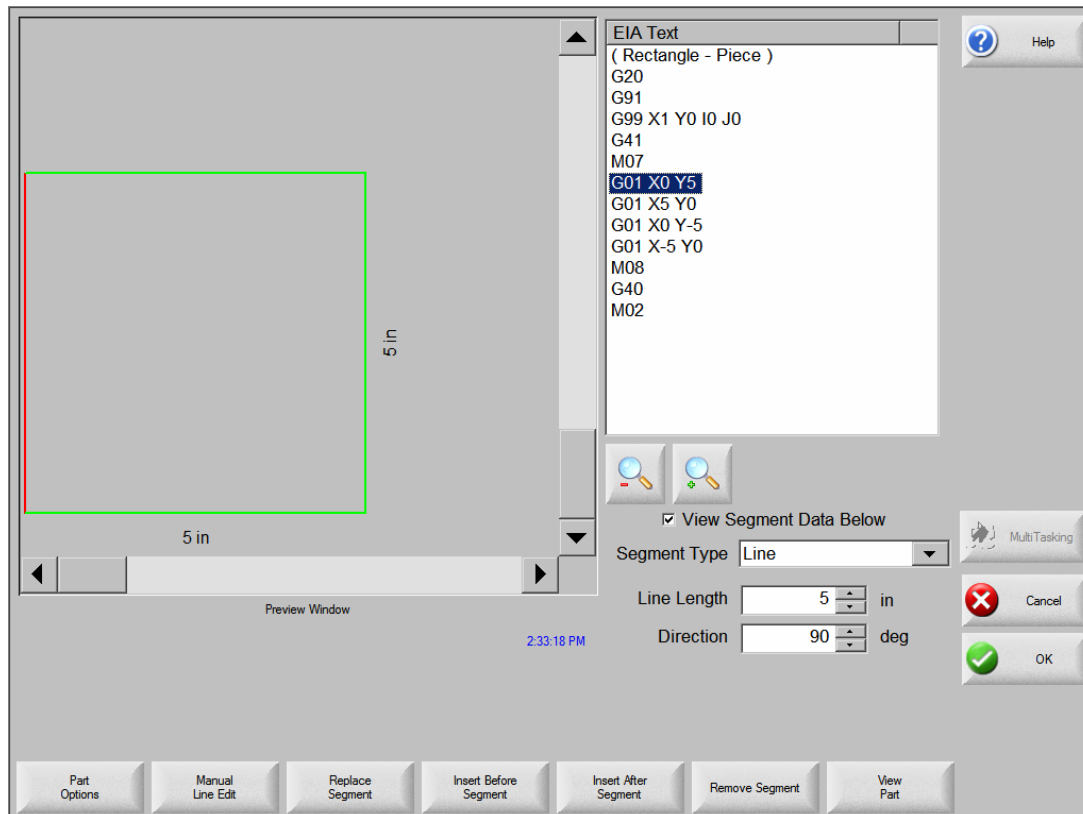 EIA Text
( Rectangle - Piece )
G20
G91
G99 X1 Y0 I0 J0
G41
M07
G01 X0 Y5
G01 X5 Y0
G01 X0 Y-5
G01 X-5 Y0
M08
G40
M02
Help
5 in
5 in
Preview Window
2:33:18 PM
View Segment Data Below
Segment Type Line
Line Length 5 in
Direction 90 deg
MultiTasking
Cancel
OK
Part
Options
Manual
Line Edit
Replace
Segment
Insert Before
Segment
Insert After
Segment
Remove Segment
View
Part